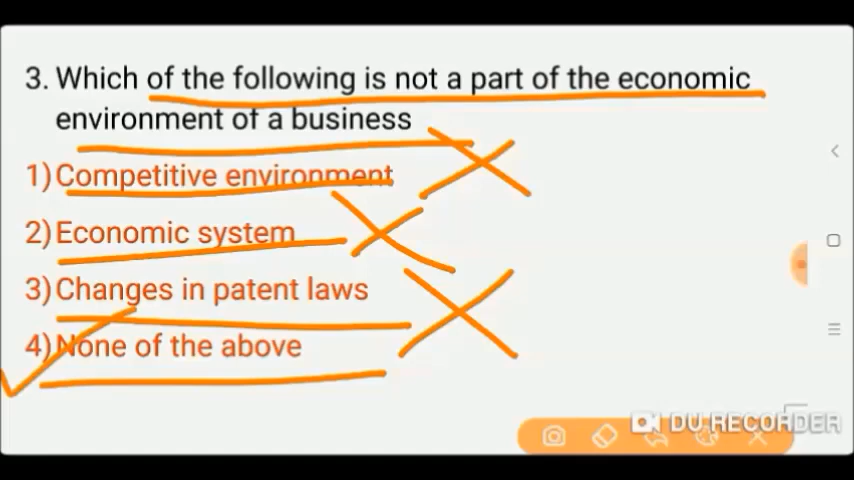 3. Which of the following is not a part of the economic
environment of a business
1) Competitive environment
2) Economic system
3) Changes in patent laws
4) None of the above
DU RECORDER